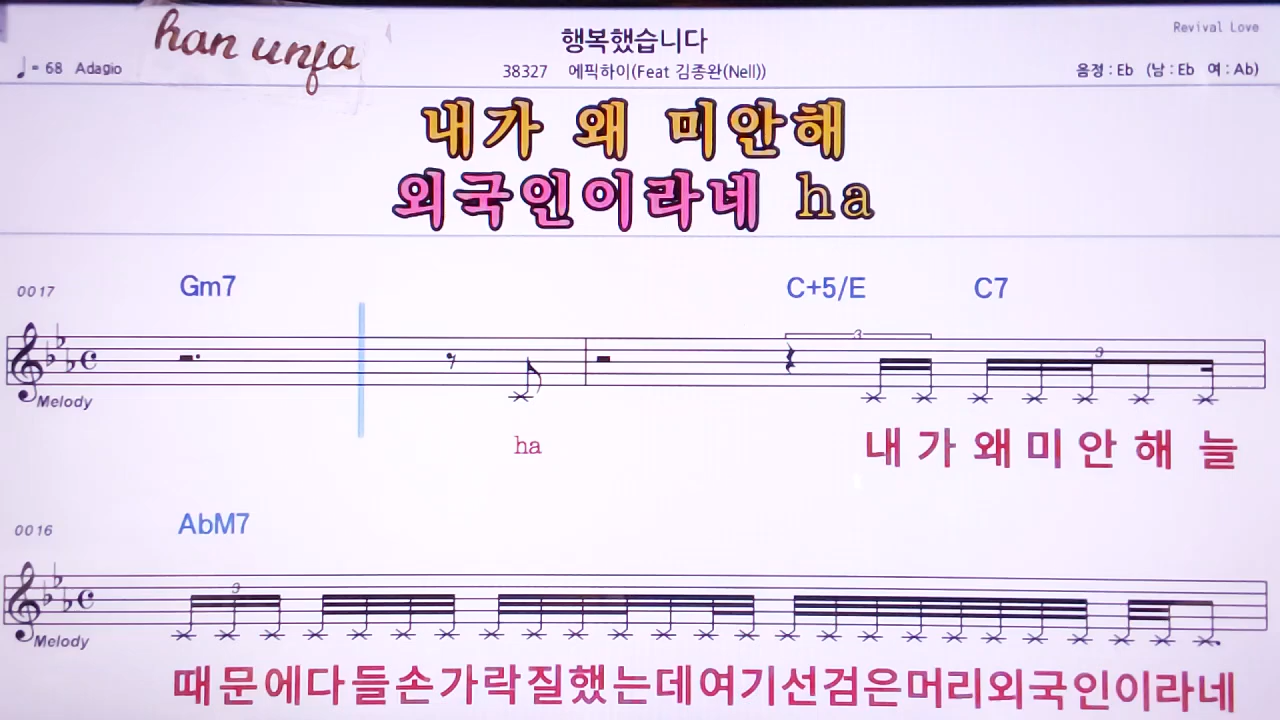 han unja
행복했습니다
Revival Love
♩= 68 Adagio
38327 에픽하이(Feat 김종완(Nell))
음정 : Eb (남 : Eb 여 : Ab)
내가 왜 미안해
외국인이라네 ha
0017 Gm7 C+5/E C7
3 9
Melody
ha 내 가 왜 미 안 해 늘
0016 AbM7
3
Melody
때문에다들손가락질했는데여기선검은머리외국인이라네